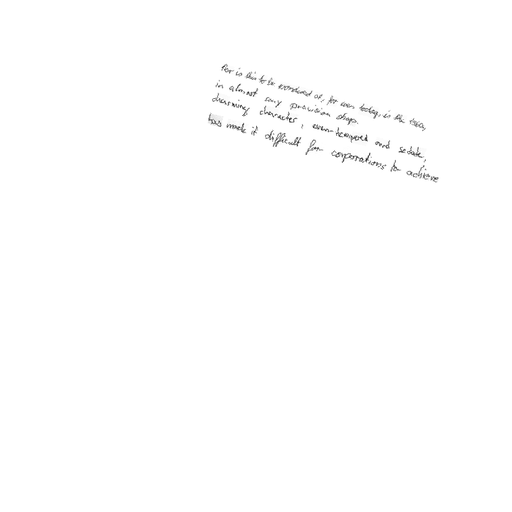 Nor is this to be wondered at, for even today, in the town,
in almost any provision shop.
charming character, even-tempered and sedate,
has made it difficult for corporations to achieve